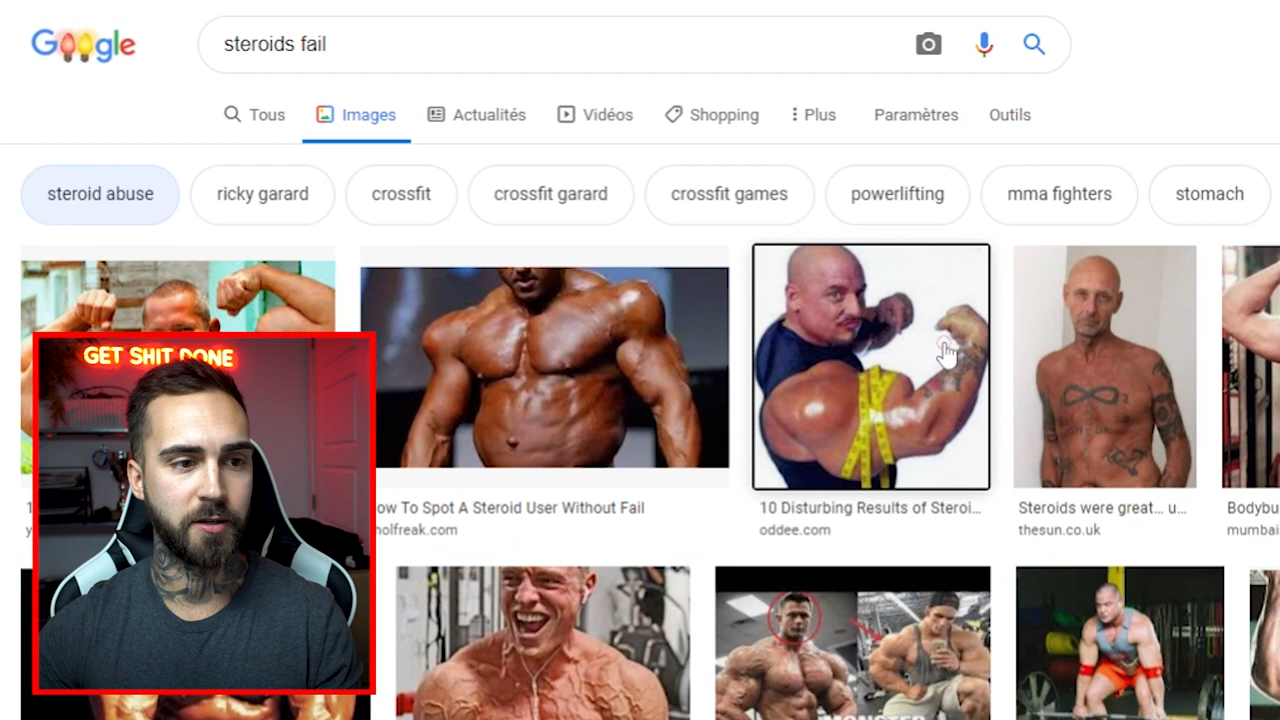 Google
steroids fail
Tous
Images
Actualités
Vidéos
Shopping
Plus
Paramètres
Outils
steroid abuse
ricky garard
crossfit
crossfit garard
crossfit games
powerlifting
mma fighters
stomach
GET SHIT DONE
ow To Spot A Steroid User Without Fail
nolfreak.com
10 Disturbing Results of Steroi...
oddee.com
Steroids were great... u...
thesun.co.uk
Bodybu
mumbai
MONSTER